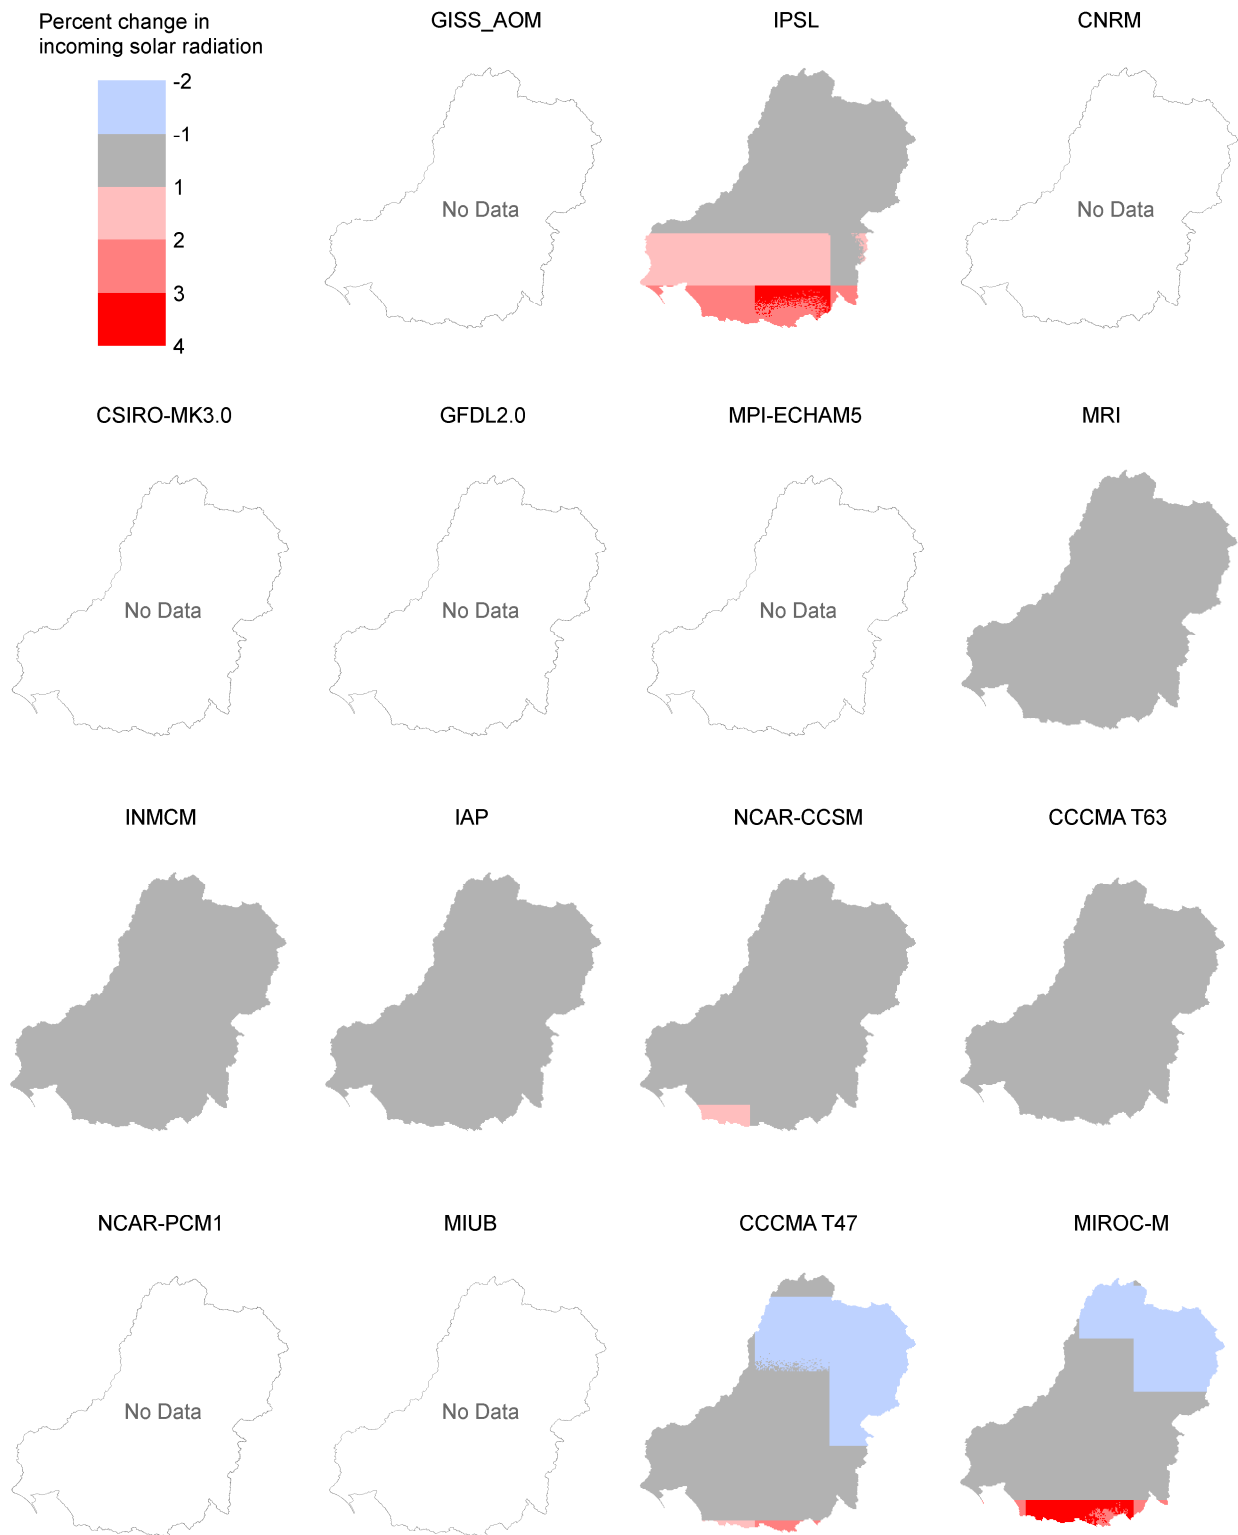 Percent change in
incoming solar radiation
-2
-1
1
2
3
4
GISS_AOM
IPSL
CNRM
No Data
No Data
CSIRO-MK3.0
GFDL2.0
MPI-ECHAM5
MRI
No Data
No Data
No Data
INMCM
IAP
NCAR-CCSM
CCCMA T63
NCAR-PCM1
MIUB
CCCMA T47
MIROC-M
No Data
No Data